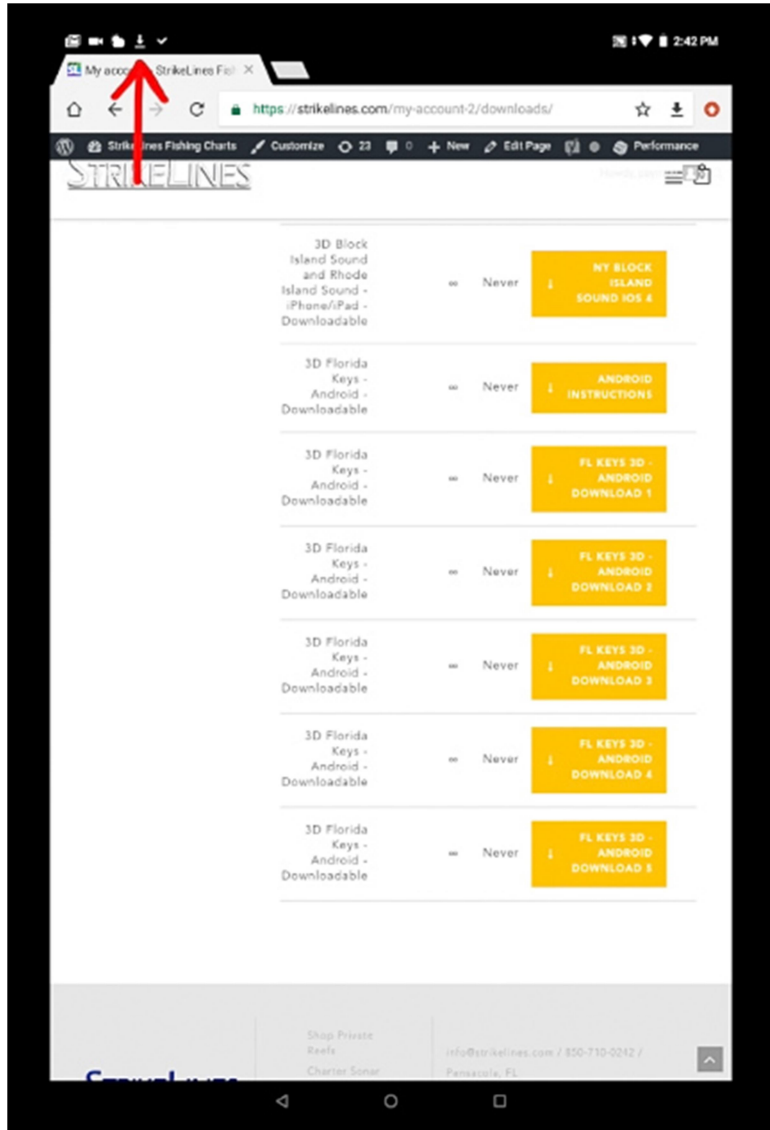 2:42 PM
My acco StrikeLines Fis
https://strikelines.com/my-account-2/downloads/
StrikeLines Fishing Charts Customize 23 0 + New Edit Page Performance
STRIKELINES
3D Block
Island Sound
and Rhode
Island Sound -
iPhone/iPad -
Downloadable
∞ Never
NY BLOCK
ISLAND
SOUND IOS 4
3D Florida
Keys -
Android -
Downloadable
∞ Never
ANDROID
INSTRUCTIONS
3D Florida
Keys -
Android -
Downloadable
∞ Never
FL KEYS 3D -
ANDROID
DOWNLOAD 1
3D Florida
Keys -
Android -
Downloadable
∞ Never
FL KEYS 3D -
ANDROID
DOWNLOAD 2
3D Florida
Keys -
Android -
Downloadable
∞ Never
FL KEYS 3D -
ANDROID
DOWNLOAD 3
3D Florida
Keys -
Android -
Downloadable
∞ Never
FL KEYS 3D -
ANDROID
DOWNLOAD 4
3D Florida
Keys -
Android -
Downloadable
∞ Never
FL KEYS 3D -
ANDROID
DOWNLOAD 5
STRIKELINES
Shop Private
Reefs
Charter Sonar
info@strikelines.com / 850-710-0242 /
Pensacola, FL